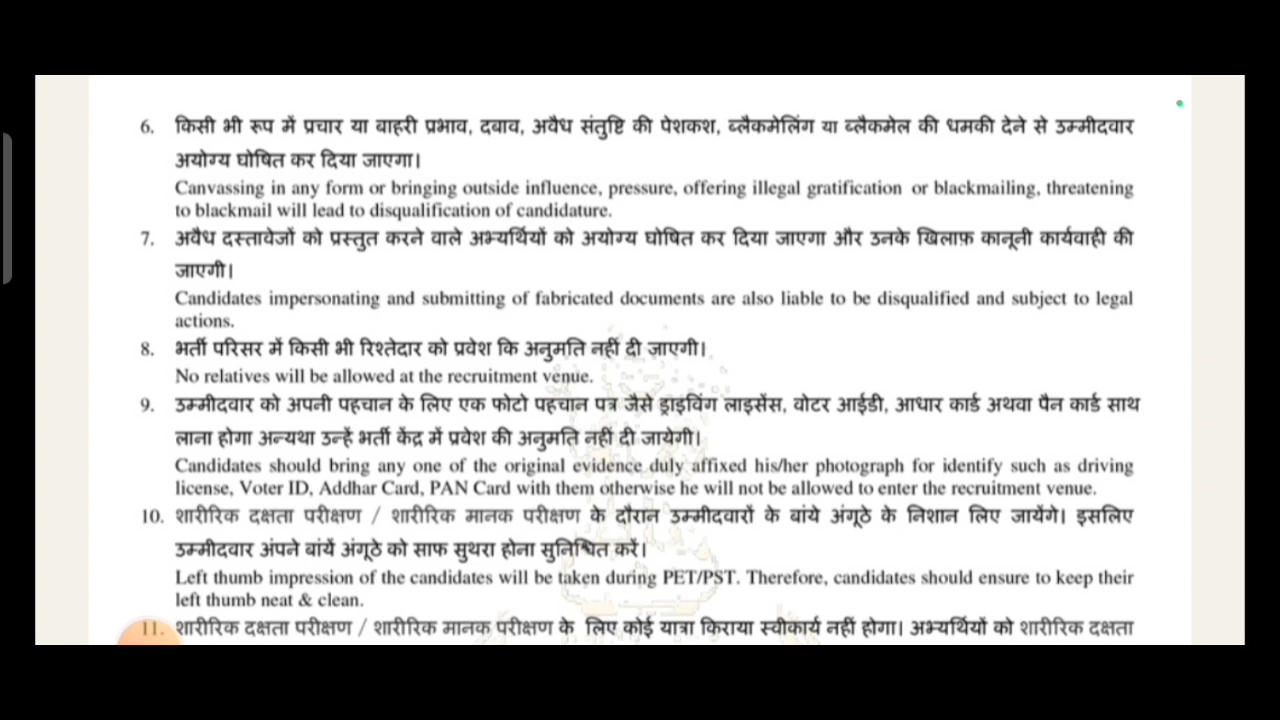 6. किसी भी रूप में प्रचार या बाहरी प्रभाव, दबाव, अवैध संतुष्टि की पेशकश, ब्लैकमेलिंग या ब्लैकमेल की धमकी देने से उम्मीदवार
अयोग्य घोषित कर दिया जाएगा।
Canvassing in any form or bringing outside influence, pressure, offering illegal gratification or blackmailing, threatening
to blackmail will lead to disqualification of candidature.
7. अवैध दस्तावेजों को प्रस्तुत करने वाले अभ्यर्थियों को अयोग्य घोषित कर दिया जाएगा और उनके खिलाफ़ कानूनी कार्यवाही की
जाएगी।
Candidates impersonating and submitting of fabricated documents are also liable to be disqualified and subject to legal
actions.
8. भर्ती परिसर में किसी भी रिश्तेदार को प्रवेश कि अनुमति नहीं दी जाएगी।
No relatives will be allowed at the recruitment venue.
9. उम्मीदवार को अपनी पहचान के लिए एक फोटो पहचान पत्र जैसे ड्राइविंग लाइसेंस, वोटर आईडी, आधार कार्ड अथवा पैन कार्ड साथ
लाना होगा अन्यथा उन्हें भर्ती केंद्र में प्रवेश की अनुमति नहीं दी जायेगी।
Candidates should bring any one of the original evidence duly affixed his/her photograph for identify such as driving
license, Voter ID, Addhar Card, PAN Card with them otherwise he will not be allowed to enter the recruitment venue.
10. शारीरिक दक्षता परीक्षण / शारीरिक मानक परीक्षण के दौरान उम्मीदवारों के बांये अंगूठे के निशान लिए जायेंगे। इसलिए
उम्मीदवार अंपने बांयें अंगूठे को साफ सुथरा होना सुनिश्चित करें।
Left thumb impression of the candidates will be taken during PET/PST. Therefore, candidates should ensure to keep their
left thumb neat & clean.
11. शारीरिक दक्षता परीक्षण / शारीरिक मानक परीक्षण के लिए कोई यात्रा किराया स्वीकार्य नहीं होगा। अभ्यर्थियों को शारीरिक दक्षता